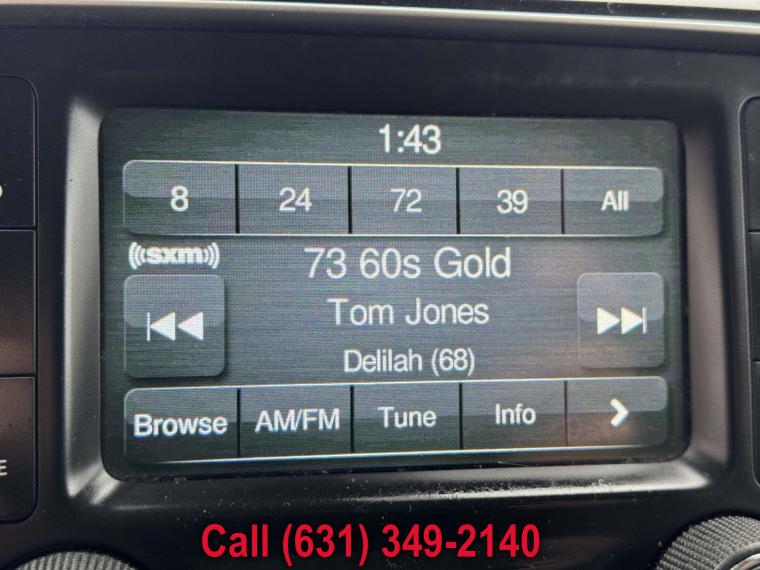 1:43
8 24 72 39 All
((sxm))
73 60s Gold
Tom Jones
Delilah (68)
Browse AM/FM Tune Info >
Call (631) 349-2140